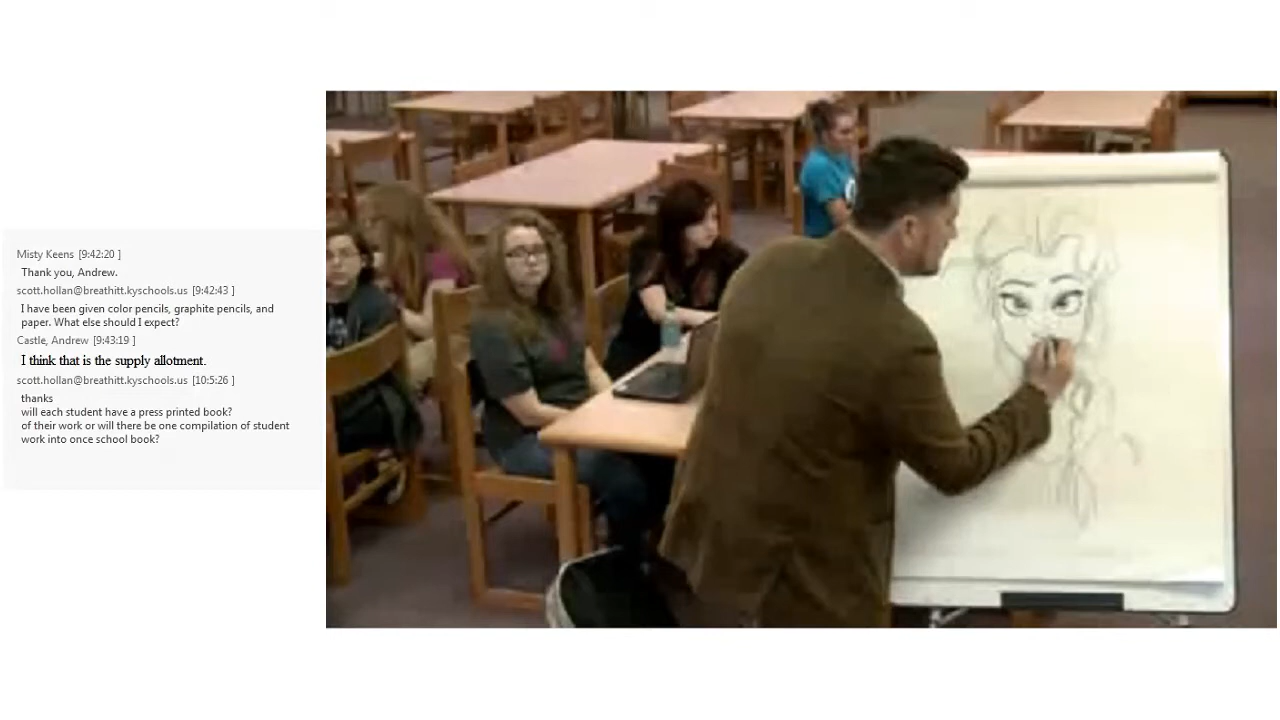 Misty Keens [9:42:20 ]
Thank you, Andrew.
scott.hollan@breathitt.kyschools.us [9:42:43 ]
I have been given color pencils, graphite pencils, and
paper. What else should I expect?
Castle, Andrew [9:43:19 ]
I think that is the supply allotment.
scott.hollan@breathitt.kyschools.us [10:5:26 ]
thanks
will each student have a press printed book?
of their work or will there be one compilation of student
work into once school book?